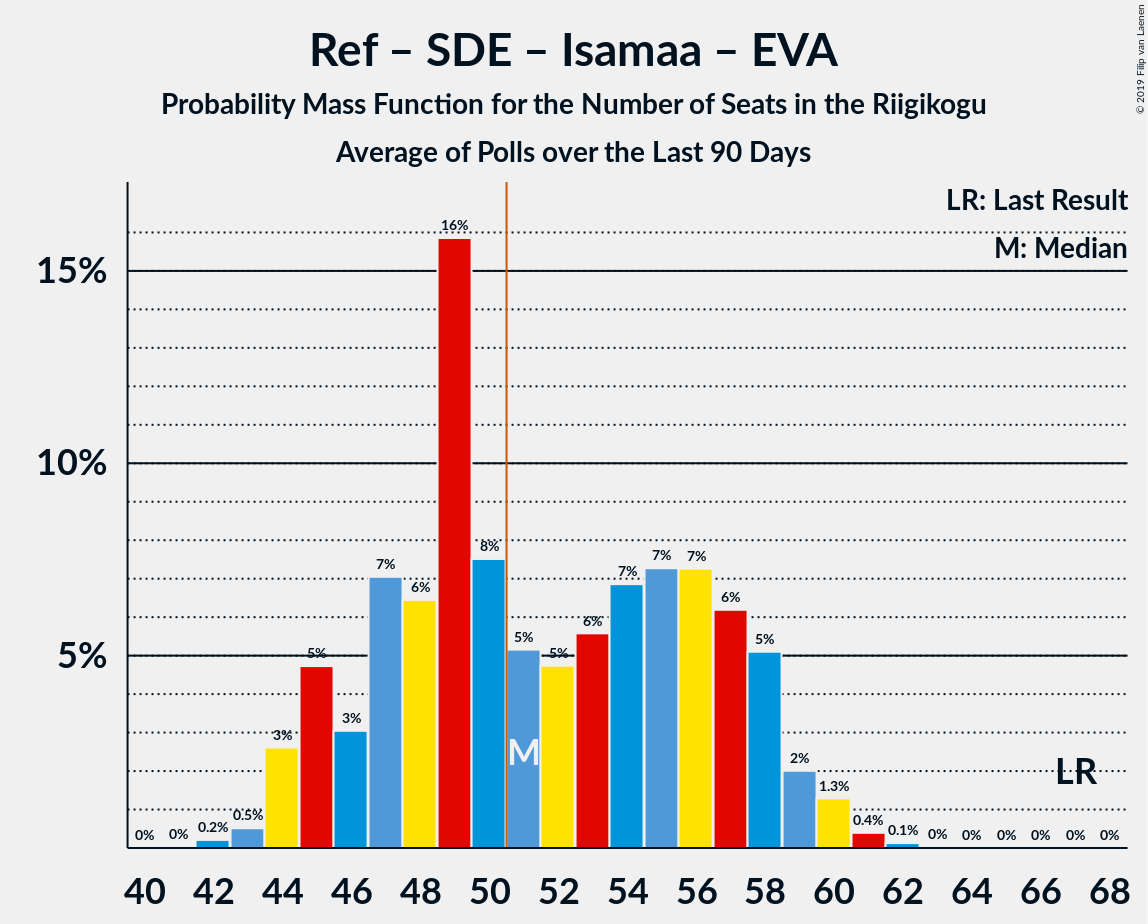 Ref – SDE – Isamaa – EVA
Probability Mass Function for the Number of Seats in the Riigikogu
Average of Polls over the Last 90 Days
© 2019 Filip van Laenen
LR: Last Result
M: Median
15%
10%
5%
0% 0% 0.2% 0.5% 3% 5% 3% 7% 6% 16% 8% 5% 5% 6% 7% 7% 7% 6% 5% 2% 1.3% 0.4% 0.1% 0% 0% 0% 0% 0% 0%
M
LR
40 42 44 46 48 50 52 54 56 58 60 62 64 66 68